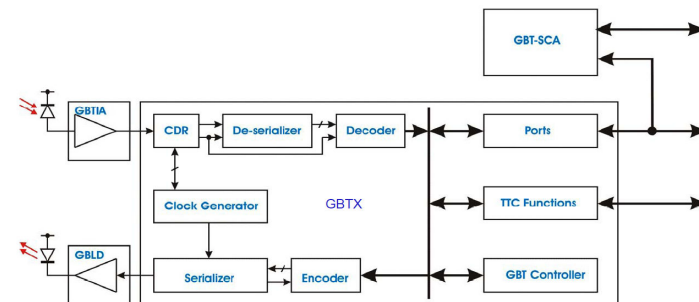 GBT-SCA
GBTIA
CDR
De-serializer
Decoder
Ports
Clock Generator
GBTX
TTC Functions
GBLD
Serializer
Encoder
GBT Controller